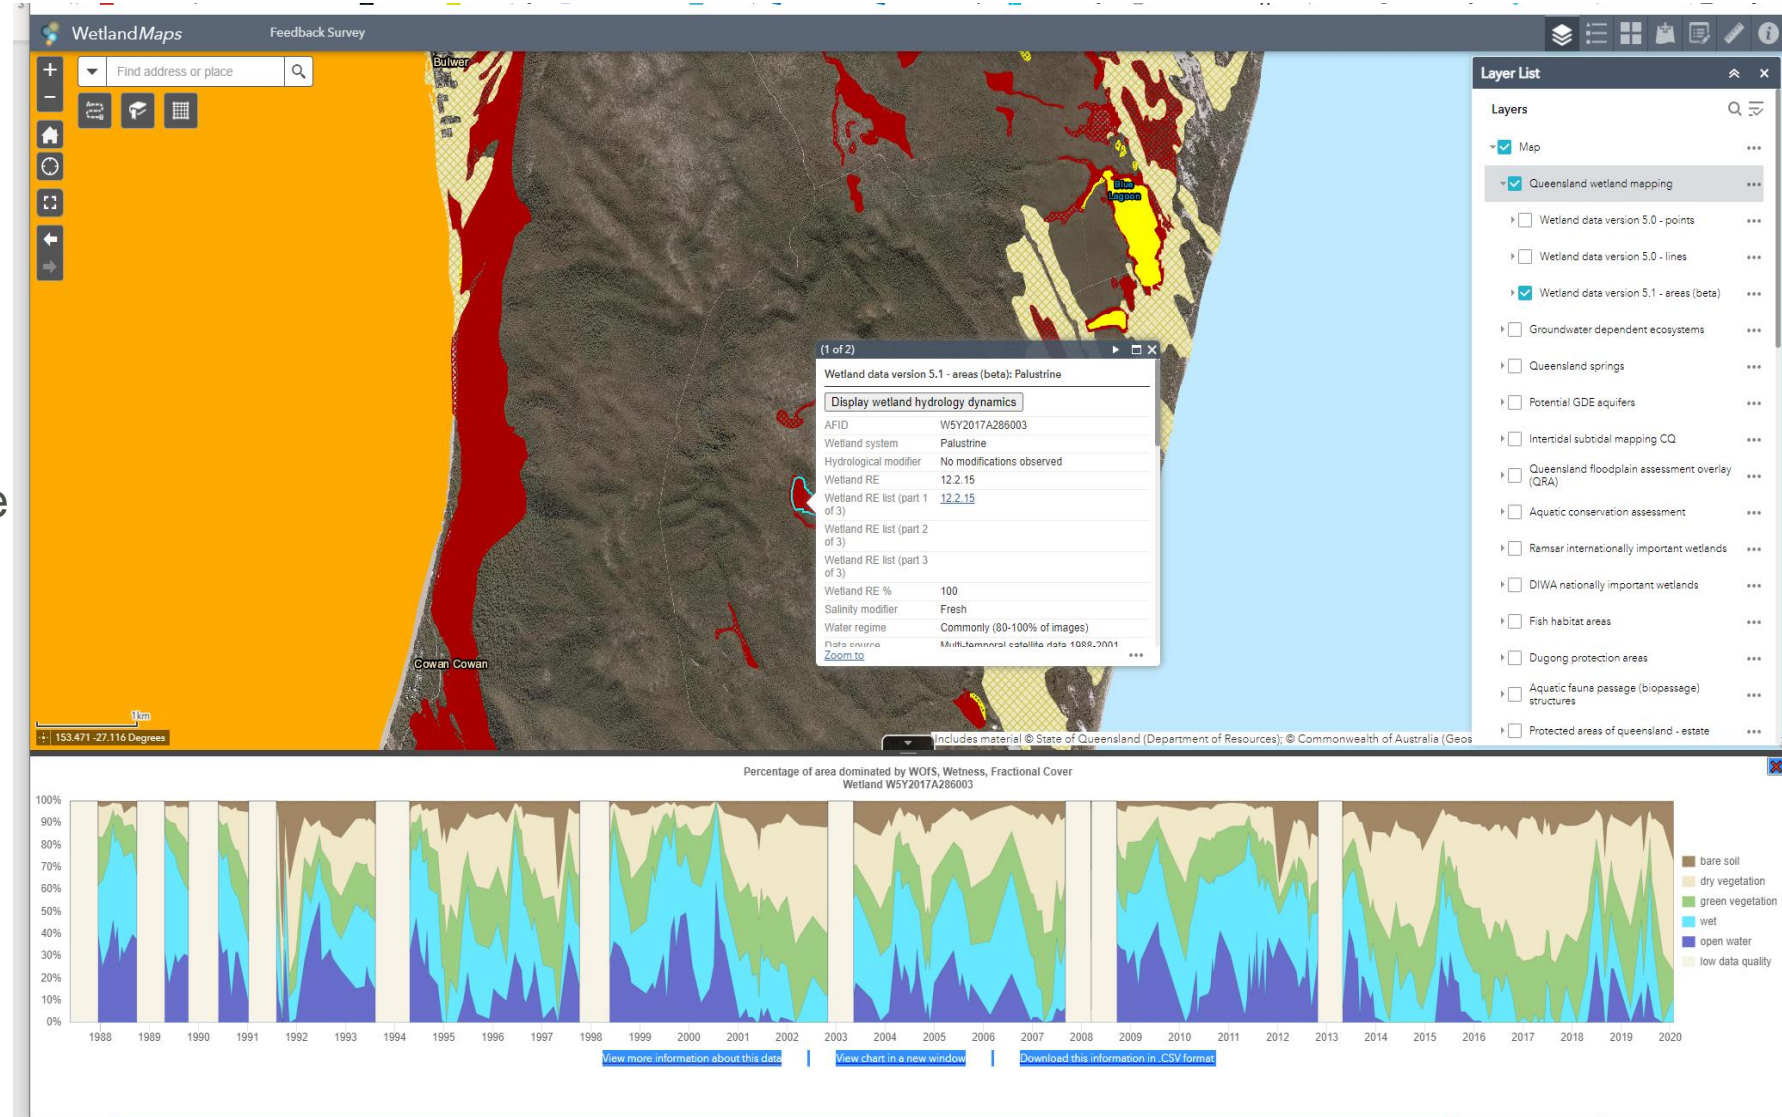 WetlandMaps
Feedback Survey
Find address or place
Bulwer
Blue
Lagoon
Cowan Cowan
1km
153.471 -27.116 Degrees
Includes material © State of Queensland (Department of Resources); © Commonwealth of Australia (Geos
e
(1 of 2)
Wetland data version 5.1 - areas (beta): Palustrine
Display wetland hydrology dynamics
AFID W5Y2017A286003
Wetland system Palustrine
Hydrological modifier No modifications observed
Wetland RE 12.2.15
Wetland RE list (part 1 12.2.15
of 3)
Wetland RE list (part 2
of 3)
Wetland RE list (part 3
of 3)
Wetland RE % 100
Salinity modifier Fresh
Water regime Commonly (80-100% of images)
Data source Multi-temporal satellite data 1988-2001
Zoom to
Layer List
Layers
Map
Queensland wetland mapping
Wetland data version 5.0 - points
Wetland data version 5.0 - lines
Wetland data version 5.1 - areas (beta)
Groundwater dependent ecosystems
Queensland springs
Potential GDE aquifers
Intertidal subtidal mapping CQ
Queensland floodplain assessment overlay
(QRA)
Aquatic conservation assessment
Ramsar internationally important wetlands
DIWA nationally important wetlands
Fish habitat areas
Dugong protection areas
Aquatic fauna passage (biopassage)
structures
Protected areas of queensland - estate
Percentage of area dominated by WOfS, Wetness, Fractional Cover
Wetland W5Y2017A286003
100%
90%
80%
70%
60%
50%
40%
30%
20%
10%
0%
1988 1989 1990 1991 1992 1993 1994 1995 1996 1997 1998 1999 2000 2001 2002 2003 2004 2005 2006 2007 2008 2009 2010 2011 2012 2013 2014 2015 2016 2017 2018 2019 2020
bare soil
dry vegetation
green vegetation
wet
open water
low data quality
View more information about this data | View chart in a new window | Download this information in .CSV format